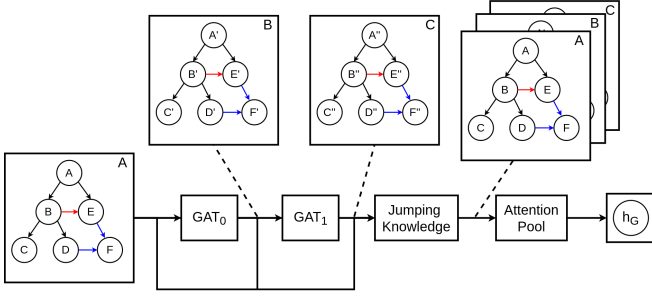 B
A'
B' E'
C' D' F'
C
A"
B" E"
C" D" F"
C
B
A
A
B E
C D F
A
A
B E
C D F
GAT0
GAT1
Jumping
Knowledge
Attention
Pool
hG